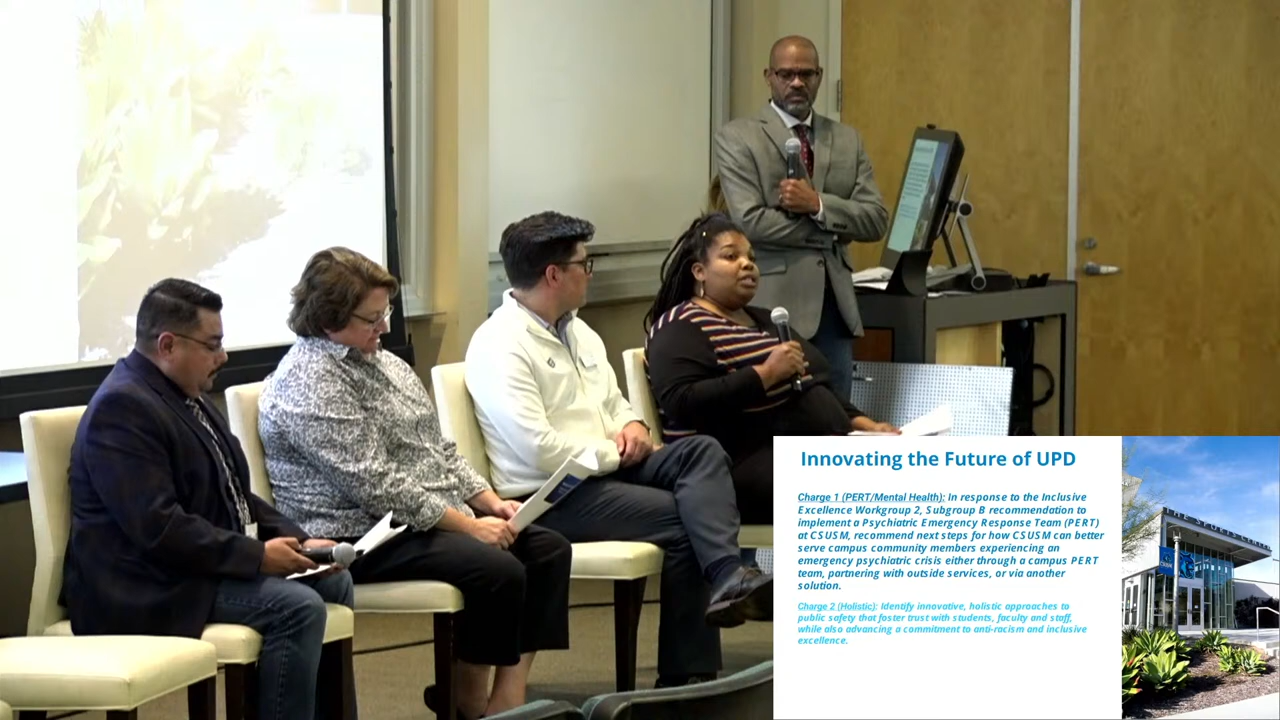 Innovating the Future of UPD
Charge 1 (PERT/Mental Health): In response to the Inclusive
Excellence Workgroup 2, Subgroup B recommendation to
implement a Psychiatric Emergency Response Team (PERT)
at CSUSM, recommend next steps for how CSUSM can better
serve campus community members experiencing an
emergency psychiatric crisis either through a campus PERT
team, partnering with outside services, or via another
solution.
Charge 2 (Holistic): Identify innovative, holistic approaches to
public safety that foster trust with students, faculty and staff,
while also advancing a commitment to anti-racism and inclusive
excellence.